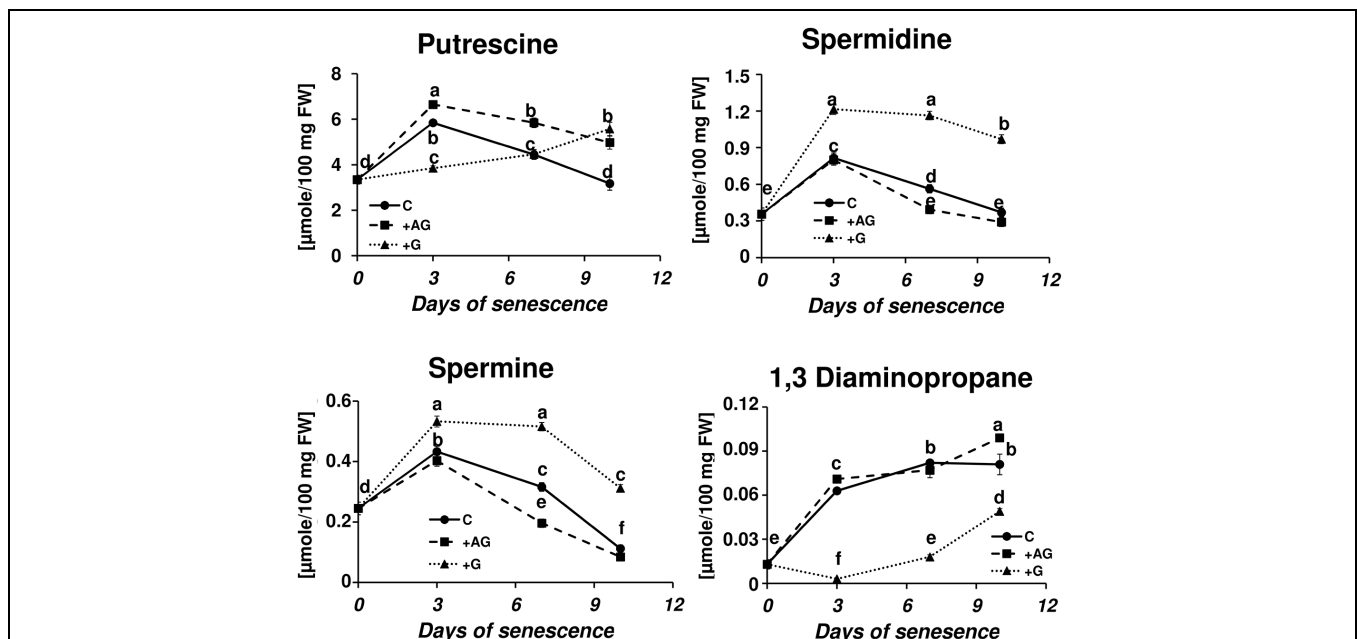 Putrescine
[µmole/100 mg FW]
8
6
4
2
0
a
b
b
d
b
c
c
d
C
+AG
+G
0 3 6 9 12
Days of senescence
Spermidine
[µmole/100 mg FW]
1.5
1.2
0.9
0.6
0.3
0
a
a
b
c
d
e
e
e
C
+AG
+G
0 3 6 9 12
Days of senescence
Spermine
[µmole/100 mg FW]
0.6
0.4
0.2
0
a
a
b
c
c
d
e
f
C
+AG
+G
0 3 6 9 12
Days of senescence
1,3 Diaminopropane
[µmole/100 mg FW]
0.12
0.09
0.06
0.03
0
a
b
b
c
d
e
e
f
C
+AG
+G
0 3 6 9 12
Days of senesence